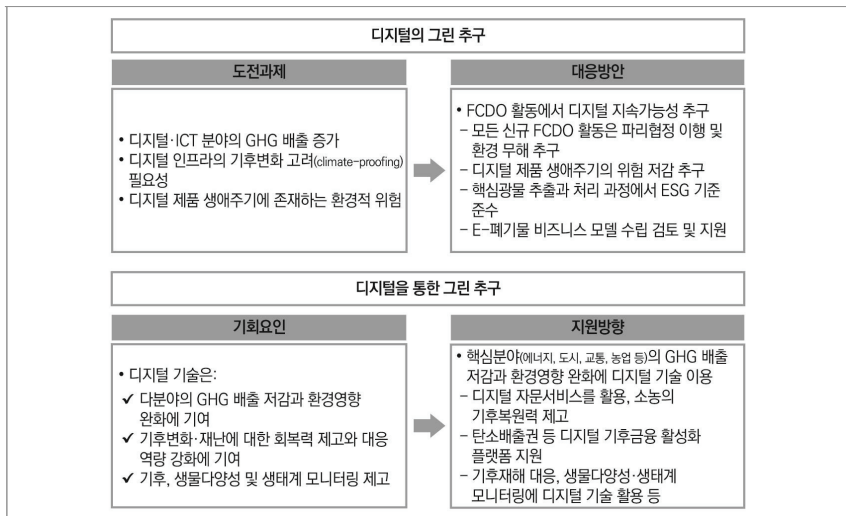 디지털의 그린 추구
도전과제
• 디지털·ICT 분야의 GHG 배출 증가
• 디지털 인프라의 기후변화 고려(climate-proofing)
필요성
• 디지털 제품 생애주기에 존재하는 환경적 위험
대응방안
• FCDO 활동에서 디지털 지속가능성 추구
– 모든 신규 FCDO 활동은 파리협정 이행 및
환경 무해 추구
– 디지털 제품 생애주기의 위험 저감 추구
– 핵심광물 추출과 처리 과정에서 ESG 기준
준수
– E-폐기물 비즈니스 모델 수립 검토 및 지원
디지털을 통한 그린 추구
기회요인
• 디지털 기술은:
✓ 다분야의 GHG 배출 저감과 환경영향
완화에 기여
✓ 기후변화·재난에 대한 회복력 제고와 대응
역량 강화에 기여
✓ 기후, 생물다양성 및 생태계 모니터링 제고
지원방향
• 핵심분야(에너지, 도시, 교통, 농업 등)의 GHG 배출
저감과 환경영향 완화에 디지털 기술 이용
– 디지털 자문서비스를 활용, 소농의
기후복원력 제고
– 탄소배출권 등 디지털 기후금융 활성화
플랫폼 지원
– 기후재해 대응, 생물다양성·생태계
모니터링에 디지털 기술 활용 등